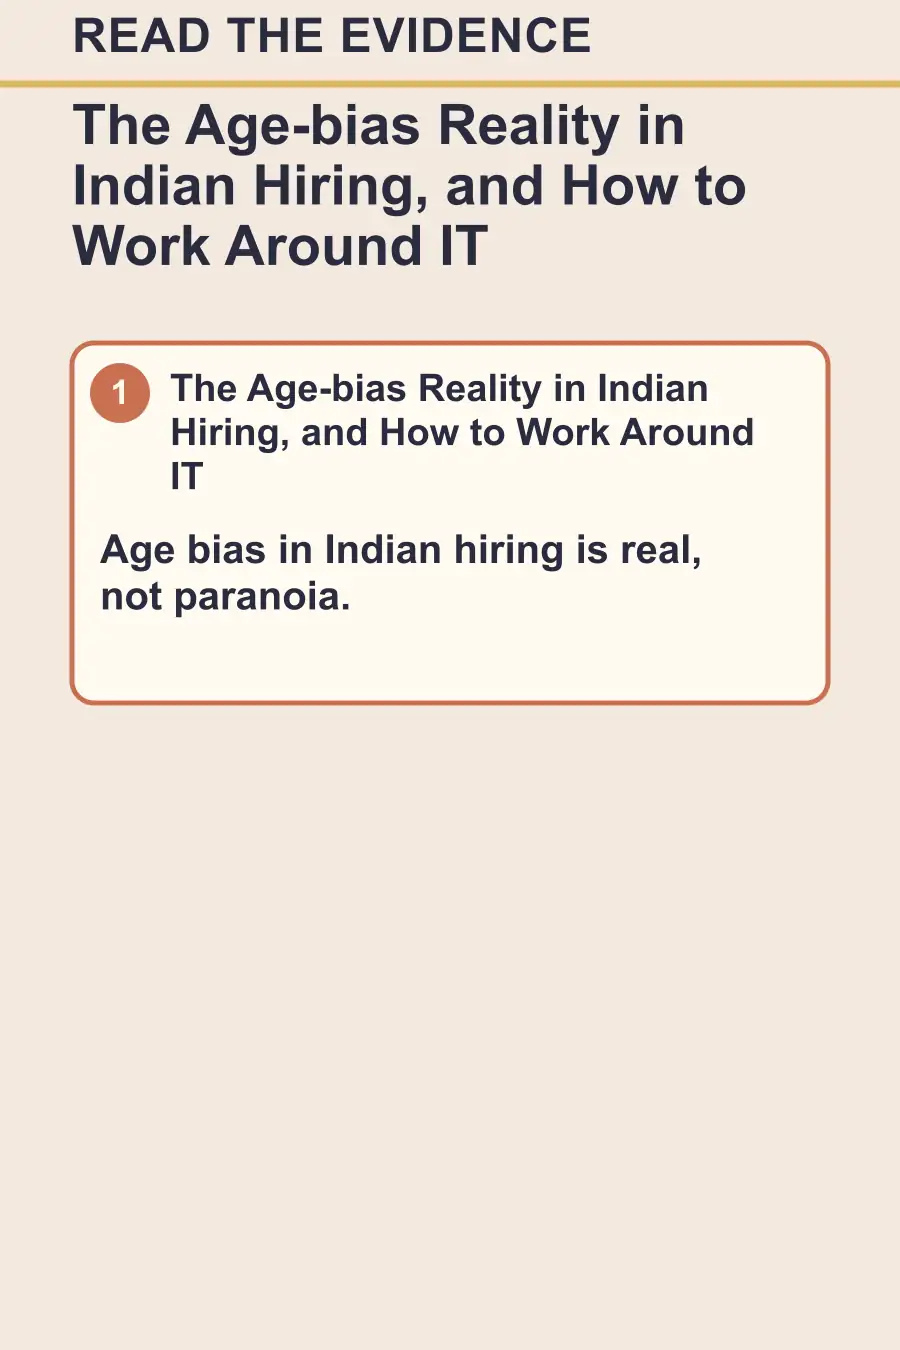 READ THE EVIDENCE
The Age-bias Reality in
Indian Hiring, and How to
Work Around IT
1
The Age-bias Reality in Indian
Hiring, and How to Work Around
IT
Age bias in Indian hiring is real,
not paranoia.